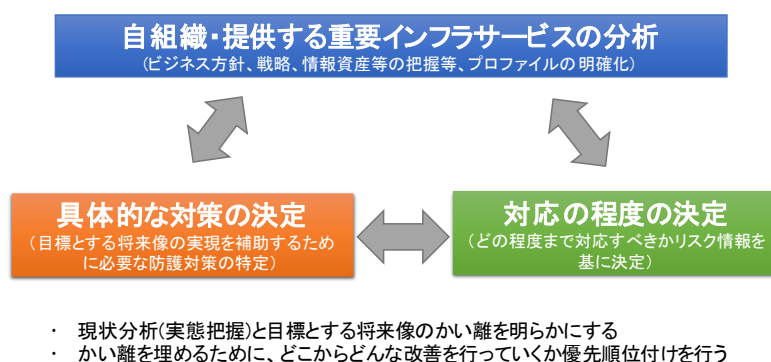 自組織・提供する重要インフラサービスの分析
(ビジネス方針、戦略、情報資産等の把握等、プロファイルの明確化)
具体的な対策の決定
(目標とする将来像の実現を補助するため
に必要な防護対策の特定)
対応の程度の決定
(どの程度まで対応すべきかリスク情報を
基に決定)
・ 現状分析(実態把握)と目標とする将来像のかい離を明らかにする
・ かい離を埋めるために、どこからどんな改善を行っていくか優先順位付けを行う